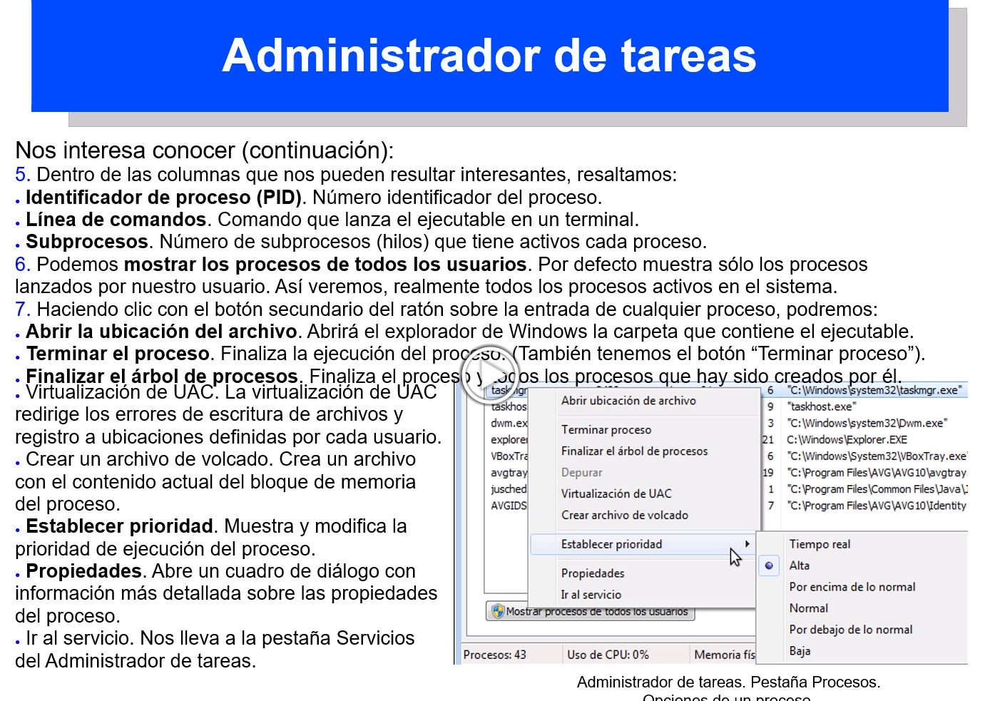 Administrador de tareas
Nos interesa conocer (continuación):
5. Dentro de las columnas que nos pueden resultar interesantes, resaltamos:
• Identificador de proceso (PID). Número identificador del proceso.
• Línea de comandos. Comando que lanza el ejecutable en un terminal.
• Subprocesos. Número de subprocesos (hilos) que tiene activos cada proceso.
6. Podemos mostrar los procesos de todos los usuarios. Por defecto muestra sólo los procesos
lanzados por nuestro usuario. Así veremos, realmente todos los procesos activos en el sistema.
7. Haciendo clic con el botón secundario del ratón sobre la entrada de cualquier proceso, podremos:
• Abrir la ubicación del archivo. Abrirá el explorador de Windows la carpeta que contiene el ejecutable.
• Terminar el proceso. Finaliza la ejecución del proceso. (También tenemos el botón “Terminar proceso”).
• Finalizar el árbol de procesos. Finaliza el proceso y todos los procesos que hay sido creados por él.
• Virtualización de UAC. La virtualización de UAC
redirige los errores de escritura de archivos y
registro a ubicaciones definidas por cada usuario.
• Crear un archivo de volcado. Crea un archivo
con el contenido actual del bloque de memoria
del proceso.
• Establecer prioridad. Muestra y modifica la
prioridad de ejecución del proceso.
• Propiedades. Abre un cuadro de diálogo con
información más detallada sobre las propiedades
del proceso.
• Ir al servicio. Nos lleva a la pestaña Servicios
del Administrador de tareas.
taskmgr 6 "C:\Windows\system32\taskmgr.exe"
taskhos 9 "taskhost.exe"
dwm.ex 3 "C:\Windows\system32\Dwm.exe"
explorer 21 C:\Windows\Explorer.EXE
VBoxTra 6 "C:\Windows\System32\VBoxTray.exe"
avgtray 19 "C:\Program Files\AVG\AVG10\avgtray.
jusched 1 "C:\Program Files\Common Files\Java\J
AVGIDS 7 "C:\Program Files\AVG\AVG10\Identity
Abrir ubicación de archivo
Terminar proceso
Finalizar el árbol de procesos
Depurar
Virtualización de UAC
Crear archivo de volcado
Establecer prioridad
Propiedades
Ir al servicio
Tiempo real
Alta
Por encima de lo normal
Normal
Por debajo de lo normal
Baja
Mostrar procesos de todos los usuarios
Procesos: 43 Uso de CPU: 0% Memoria fís
Administrador de tareas. Pestaña Procesos.
Opciones de un proceso